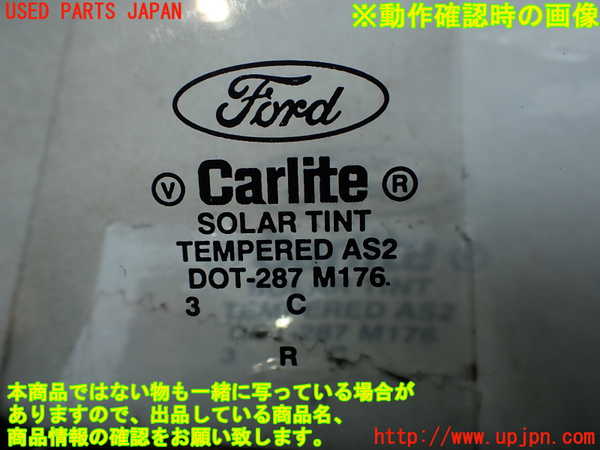 USED PARTS JAPAN
※動作確認時の画像
Ford
V Carlite ®
SOLAR TINT
TEMPERED AS2
DOT-287 M176.
3 C
R
本商品ではない物も一緒に写っている場合が
ありますので、出品している商品名、
商品情報の確認をお願い致します。
http://www.upjpn.com/